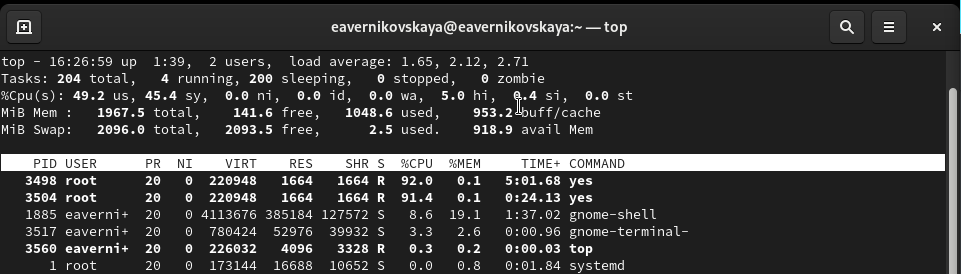 eavernikovskaya@eavernikovskaya:~ — top
top - 16:26:59 up  1:39,  2 users,  load average: 1.65, 2.12, 2.71
Tasks: 204 total,   4 running, 200 sleeping,   0 stopped,   0 zombie
%Cpu(s): 49.2 us, 45.4 sy,  0.0 ni,  0.0 id,  0.0 wa,  5.0 hi,  0.4 si,  0.0 st
MiB Mem :   1967.5 total,    141.6 free,   1048.6 used,    953.2 buff/cache
MiB Swap:   2096.0 total,   2093.5 free,      2.5 used.    918.9 avail Mem
PID USER      PR  NI    VIRT    RES    SHR S  %CPU  %MEM     TIME+ COMMAND
3498 root      20   0  220948   1664   1664 R  92.0   0.1   5:01.68 yes
3504 root      20   0  220948   1664   1664 R  91.4   0.1   0:24.13 yes
1885 eaverni+  20   0 4113676 385184 127572 S   8.6  19.1   1:37.02 gnome-shell
3517 eaverni+  20   0  780424  52976  39932 S   3.3   2.6   0:00.96 gnome-terminal-
3560 eaverni+  20   0  226032   4096   3328 R   0.3   0.2   0:00.03 top
1 root      20   0  173144  16688  10652 S   0.0   0.8   0:01.84 systemd